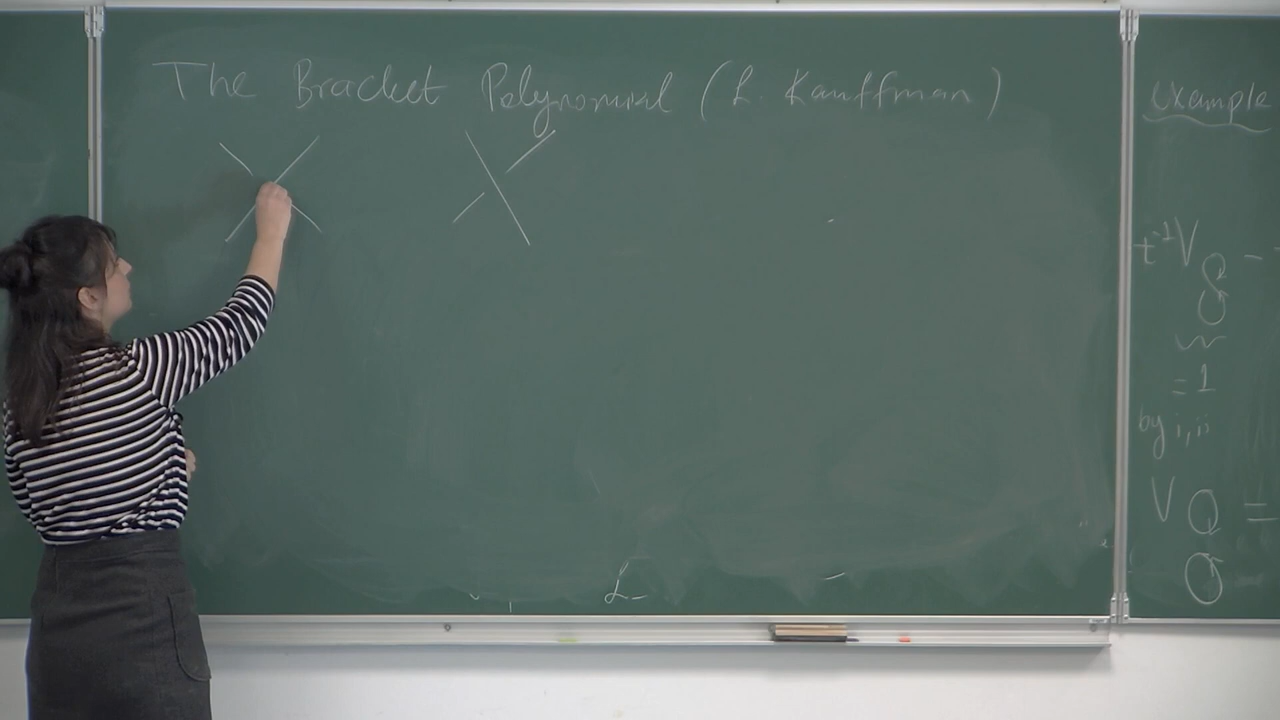 The Bracket Polynomial (L. Kauffman)
L
example
t⁻¹V -
= 1
by i, ii
V =